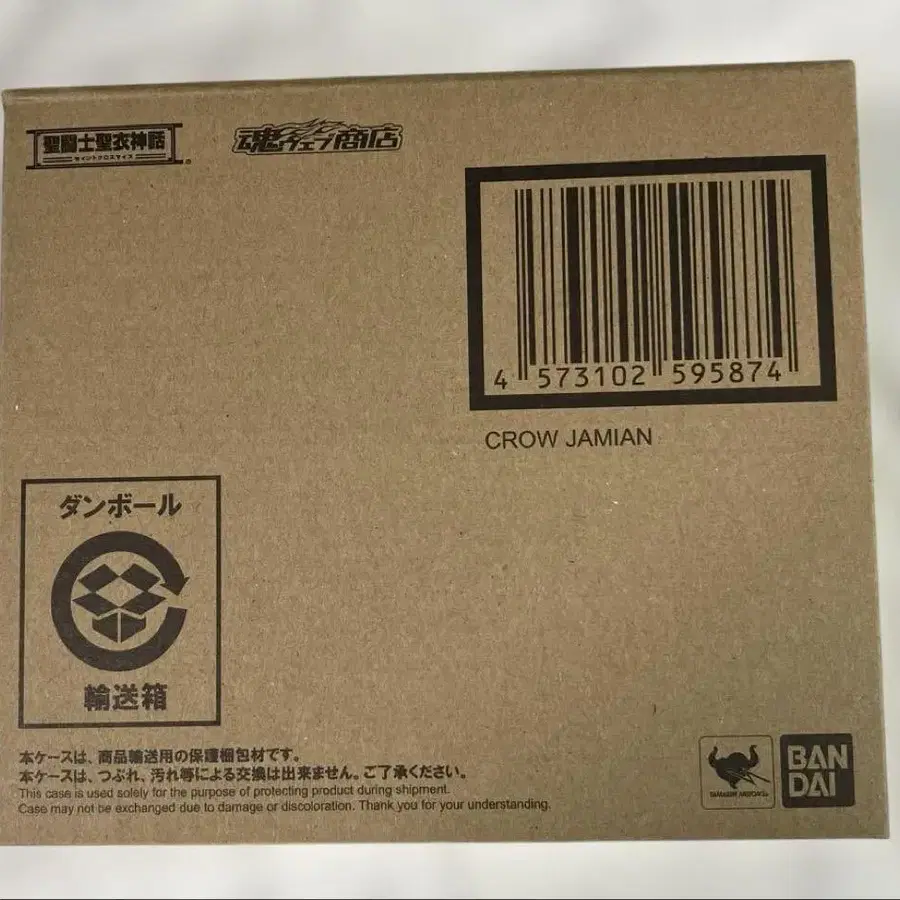 聖闘士聖衣神話
セイントクロスマイス
魂ウェブ商店
4 573102 595874
CROW JAMIAN
ダンボール
輸送箱
本ケースは、商品輸送用の保護梱包材です。
本ケースは、つぶれ、汚れ等による交換は出来ません。ご了承ください。
This case is used solely for the purpose of protecting product during shipment.
Case may not be exchanged due to damage or discoloration. Thank you for your understanding.
TAMASHII NATIONS
BAN
DAI